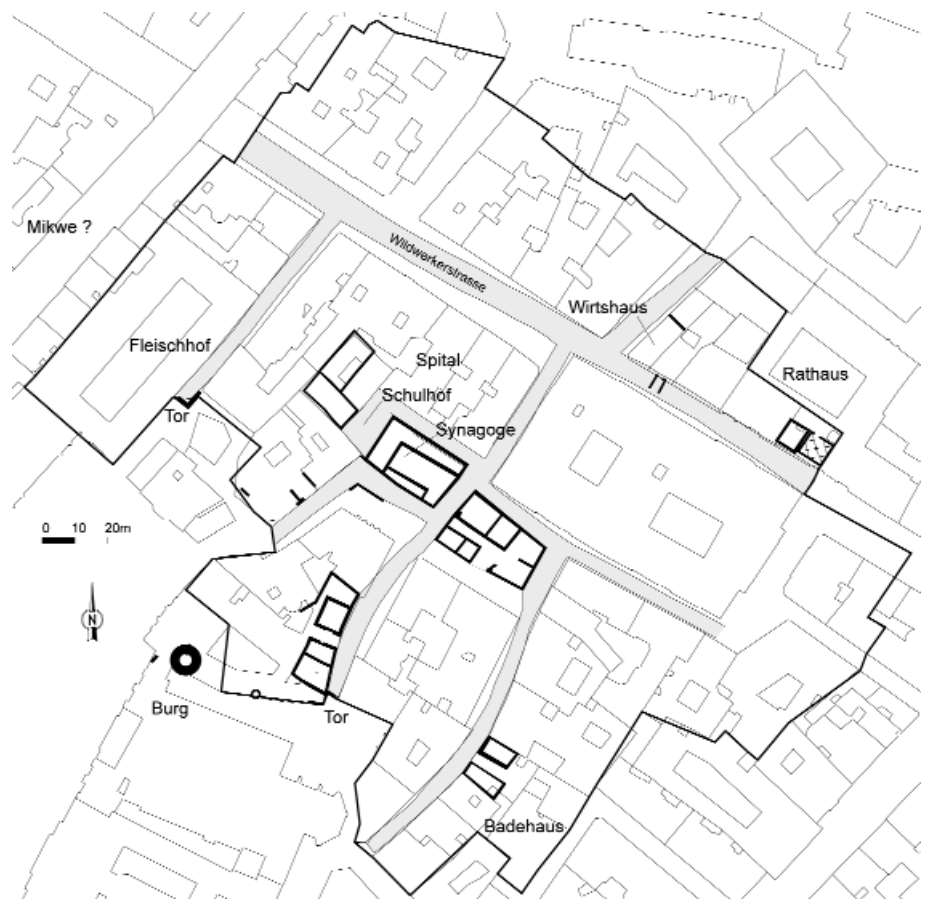 Mikwe ?
Wildwerkerstrasse
Wirtshaus
Fleischhof
Spital
Rathaus
Schulhof
Tor
Synagoge
0 10 20m
N
Burg
Tor
Badehaus